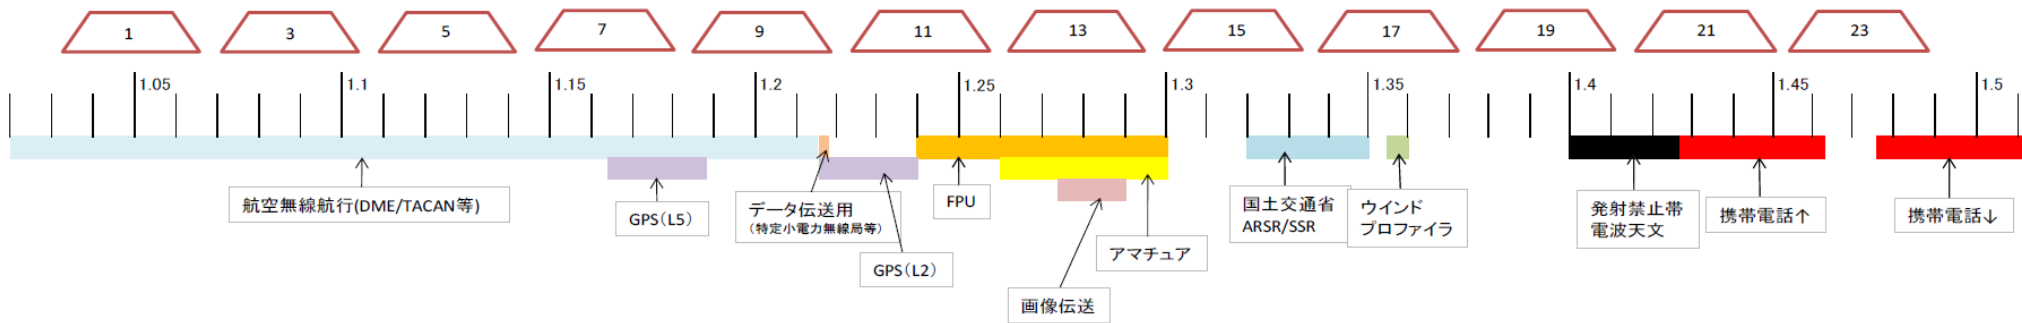 1 3 5 7 9 11 13 15 17 19 21 23
1.05 1.1 1.15 1.2 1.25 1.3 1.35 1.4 1.45 1.5
航空無線航行(DME/TACAN等)
GPS(L5)
データ伝送用
(特定小電力無線局等)
GPS(L2)
FPU
画像伝送
アマチュア
国土交通省
ARSR/SSR
ウインド
プロファイラ
発射禁止帯
電波天文
携帯電話↑
携帯電話↓